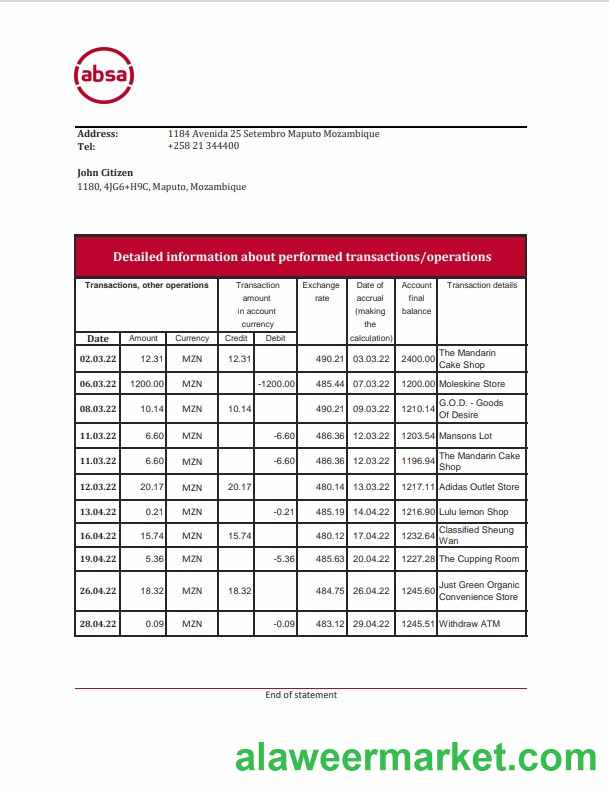 absa
Address: 1184 Avenida 25 Setembro Maputo Mozambique
Tel: +258 21 344400
John Citizen
1180, 4JG6+H9C, Maputo, Mozambique
Detailed information about performed transactions/operations
Transactions, other operations Transaction amount in account currency Exchange rate Date of accrual (making the calculation) Account final balance Transaction details
Date Amount Currency Credit Debit
02.03.22 12.31 MZN 12.31 490.21 03.03.22 2400.00 The Mandarin
Cake Shop
06.03.22 1200.00 MZN -1200.00 485.44 07.03.22 1200.00 Moleskine Store
08.03.22 10.14 MZN 10.14 490.21 09.03.22 1210.14 G.O.D. - Goods
Of Desire
11.03.22 6.60 MZN -6.60 486.36 12.03.22 1203.54 Mansons Lot
11.03.22 6.60 MZN -6.60 486.36 12.03.22 1196.94 The Mandarin Cake
Shop
12.03.22 20.17 MZN 20.17 480.14 13.03.22 1217.11 Adidas Outlet Store
13.04.22 0.21 MZN -0.21 485.19 14.04.22 1216.90 Lulu lemon Shop
16.04.22 15.74 MZN 15.74 480.12 17.04.22 1232.64 Classified Sheung
Wan
19.04.22 5.36 MZN -5.36 485.63 20.04.22 1227.28 The Cupping Room
26.04.22 18.32 MZN 18.32 484.75 26.04.22 1245.60 Just Green Organic
Convenience Store
28.04.22 0.09 MZN -0.09 483.12 29.04.22 1245.51 Withdraw ATM
End of statement
alaweermarket.com